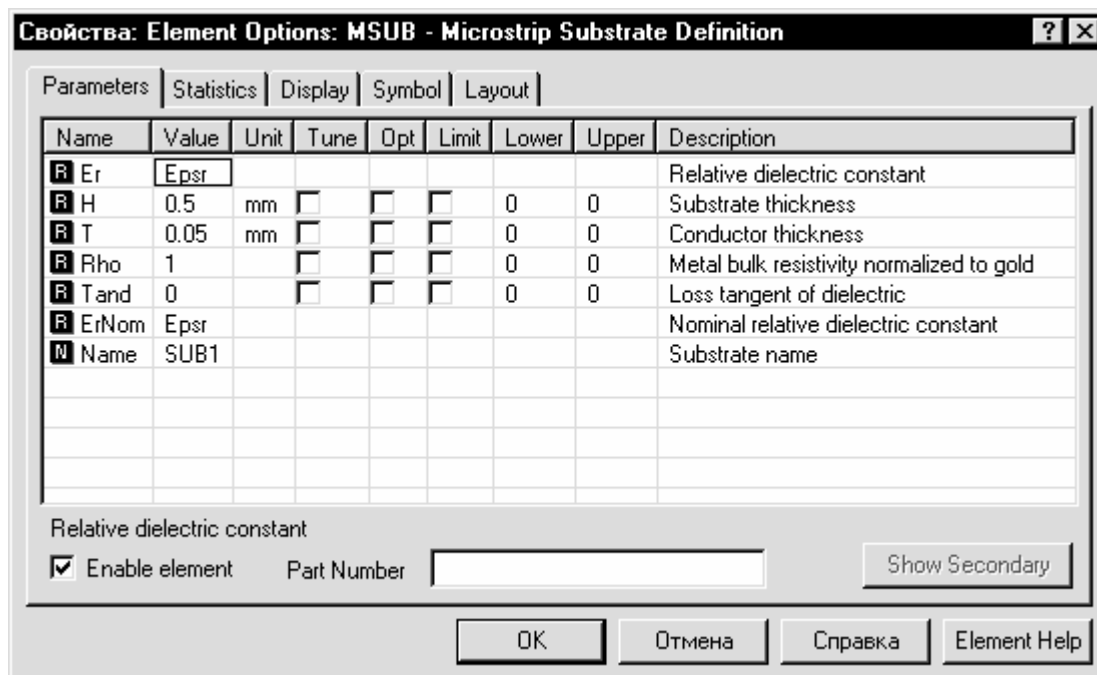 Свойства: Element Options: MSUB - Microstrip Substrate Definition ? ×
Parameters Statistics Display Symbol Layout
Name Value Unit Tune Opt Limit Lower Upper Description
R Er Epsr Relative dielectric constant
R H 0.5 mm 0 0 Substrate thickness
R T 0.05 mm 0 0 Conductor thickness
R Rho 1 0 0 Metal bulk resistivity normalized to gold
R Tand 0 0 0 Loss tangent of dielectric
R ErNom Epsr Nominal relative dielectric constant
N Name SUB1 Substrate name
Relative dielectric constant
Enable element Part Number Show Secondary
OK Отмена Справка Element Help